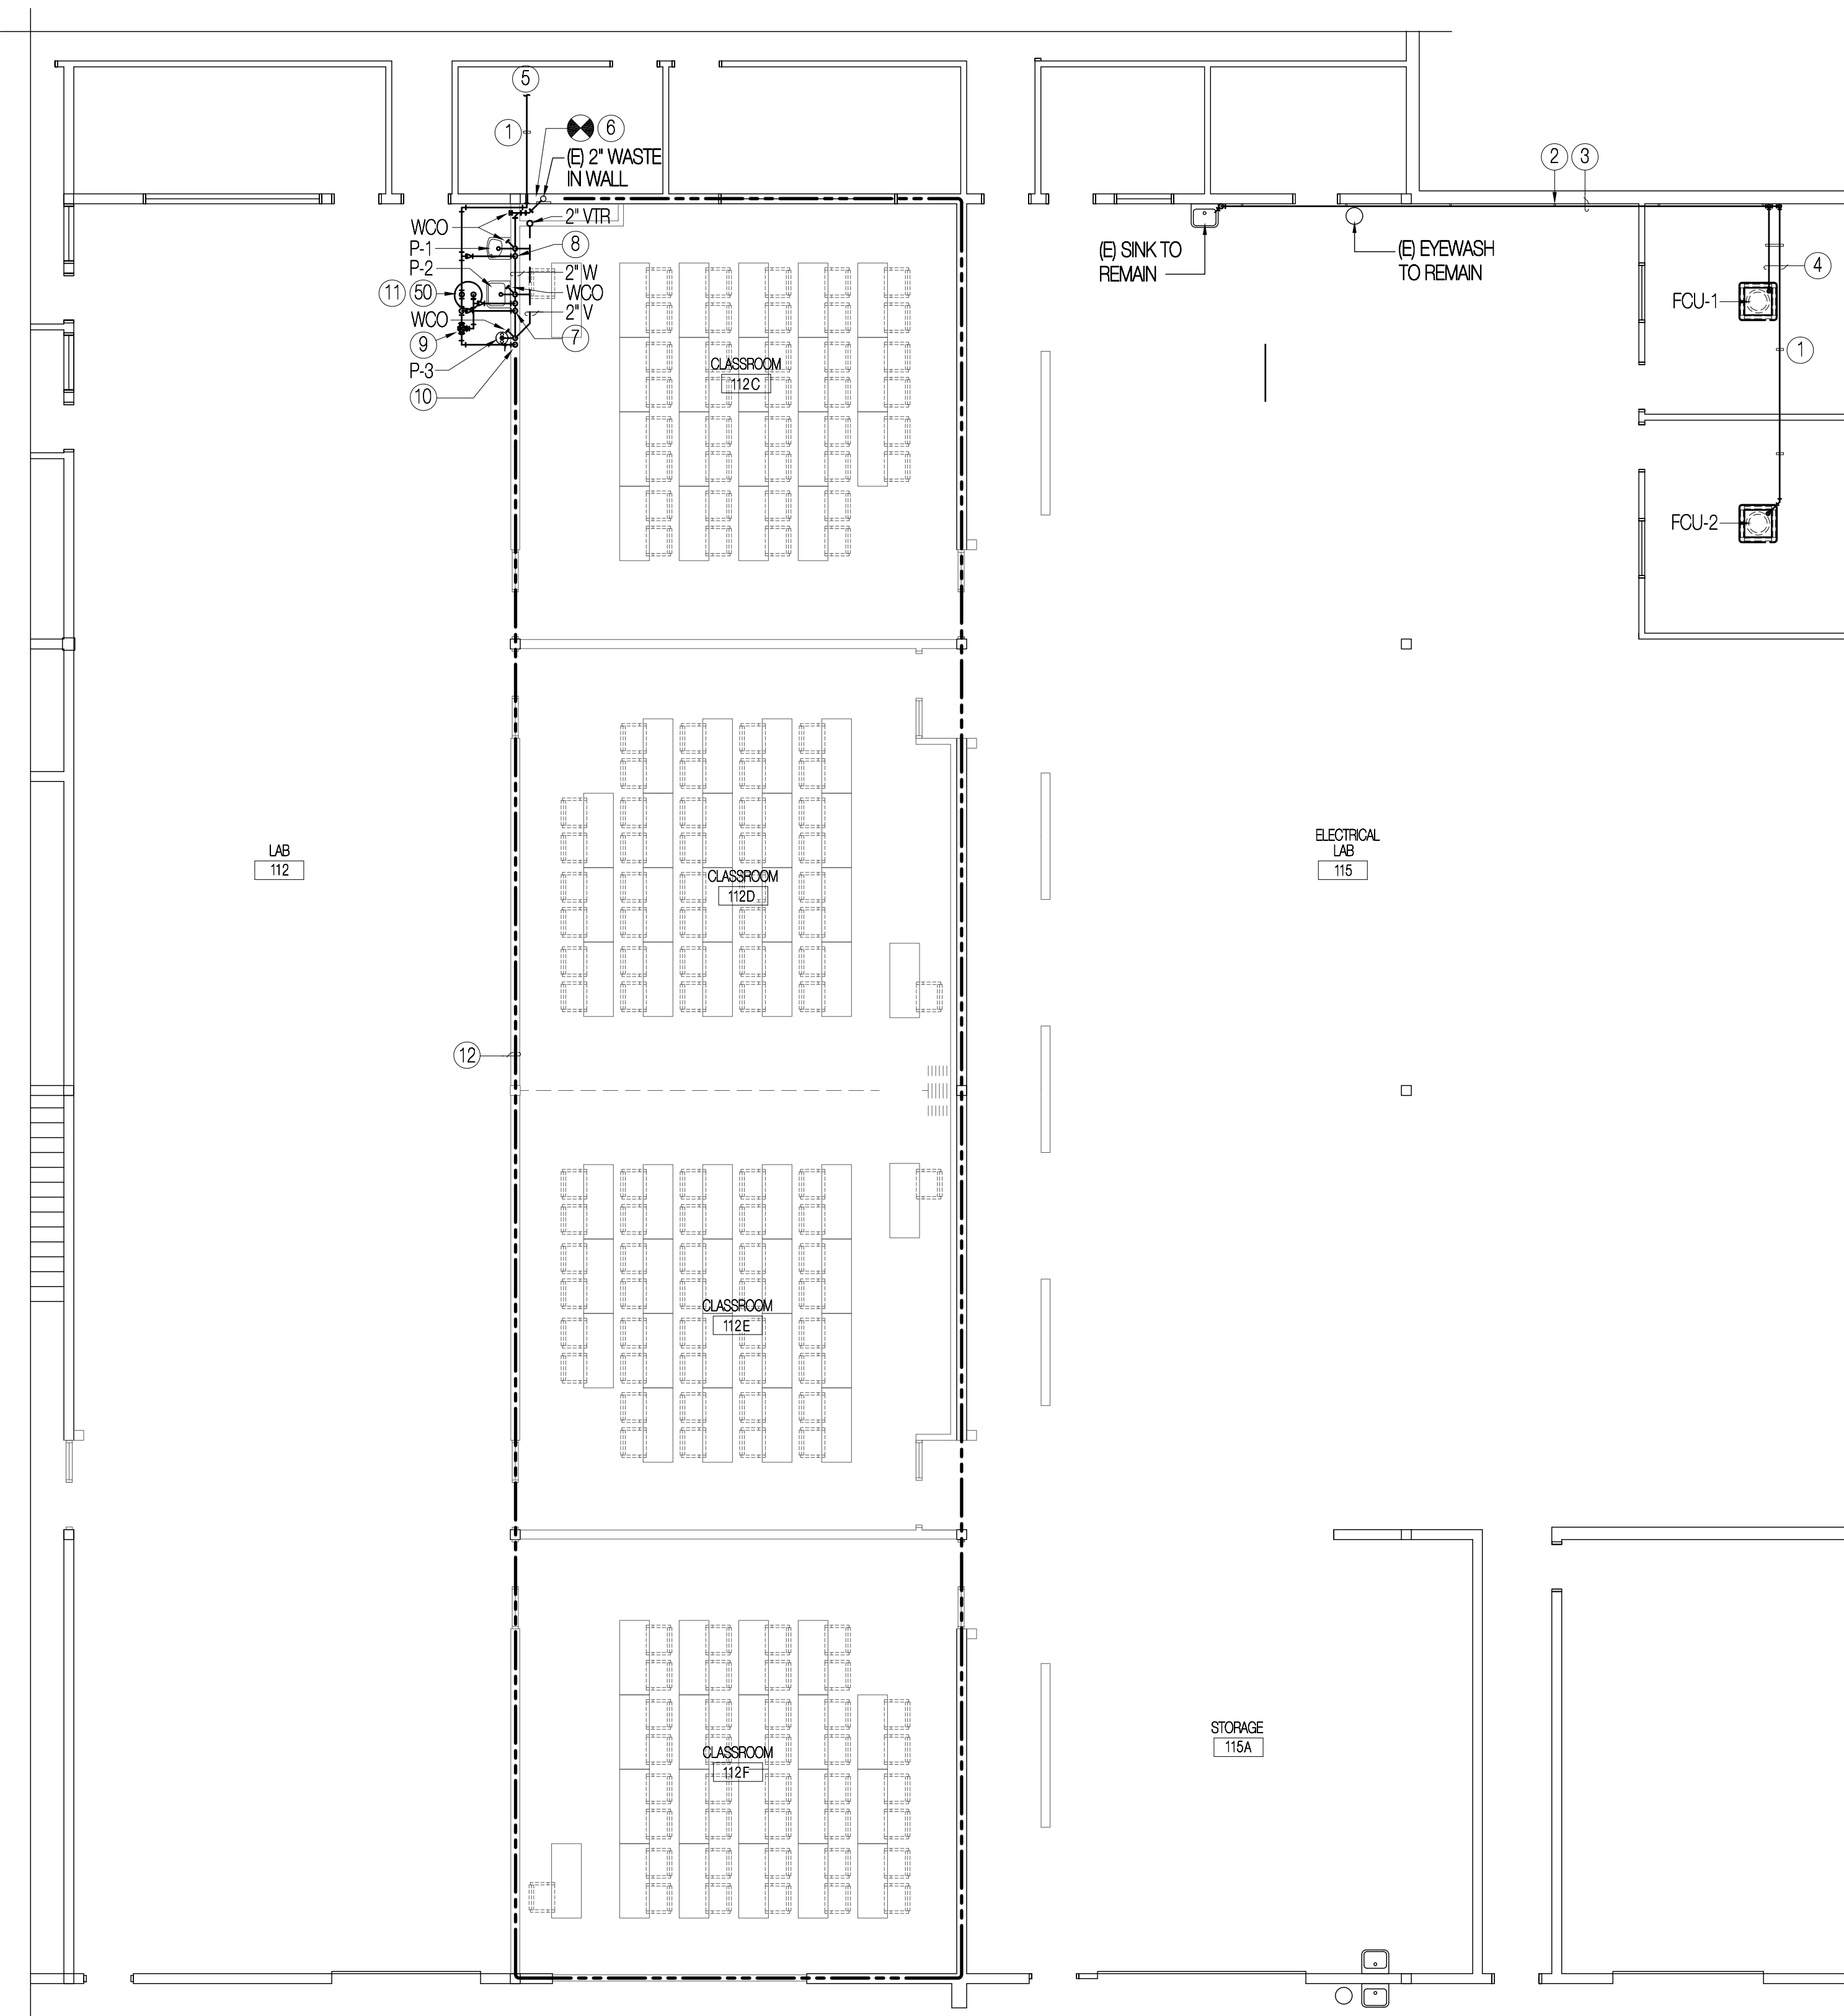 5
1
6
(E) 2" WASTE
IN WALL
2
3
WCO
2" VTR
P-1
8
(E) SINK TO
REMAIN
(E) EYEWASH
TO REMAIN
4
P-2
2" W
11
50
WCO
FCU-1
2" V
WCO
9
7
1
P-3
10
CLASSROOM
112C
FCU-2
LAB
112
ELECTRICAL
LAB
115
CLASSROOM
112D
12
CLASSROOM
112E
STORAGE
115A
CLASSROOM
112F